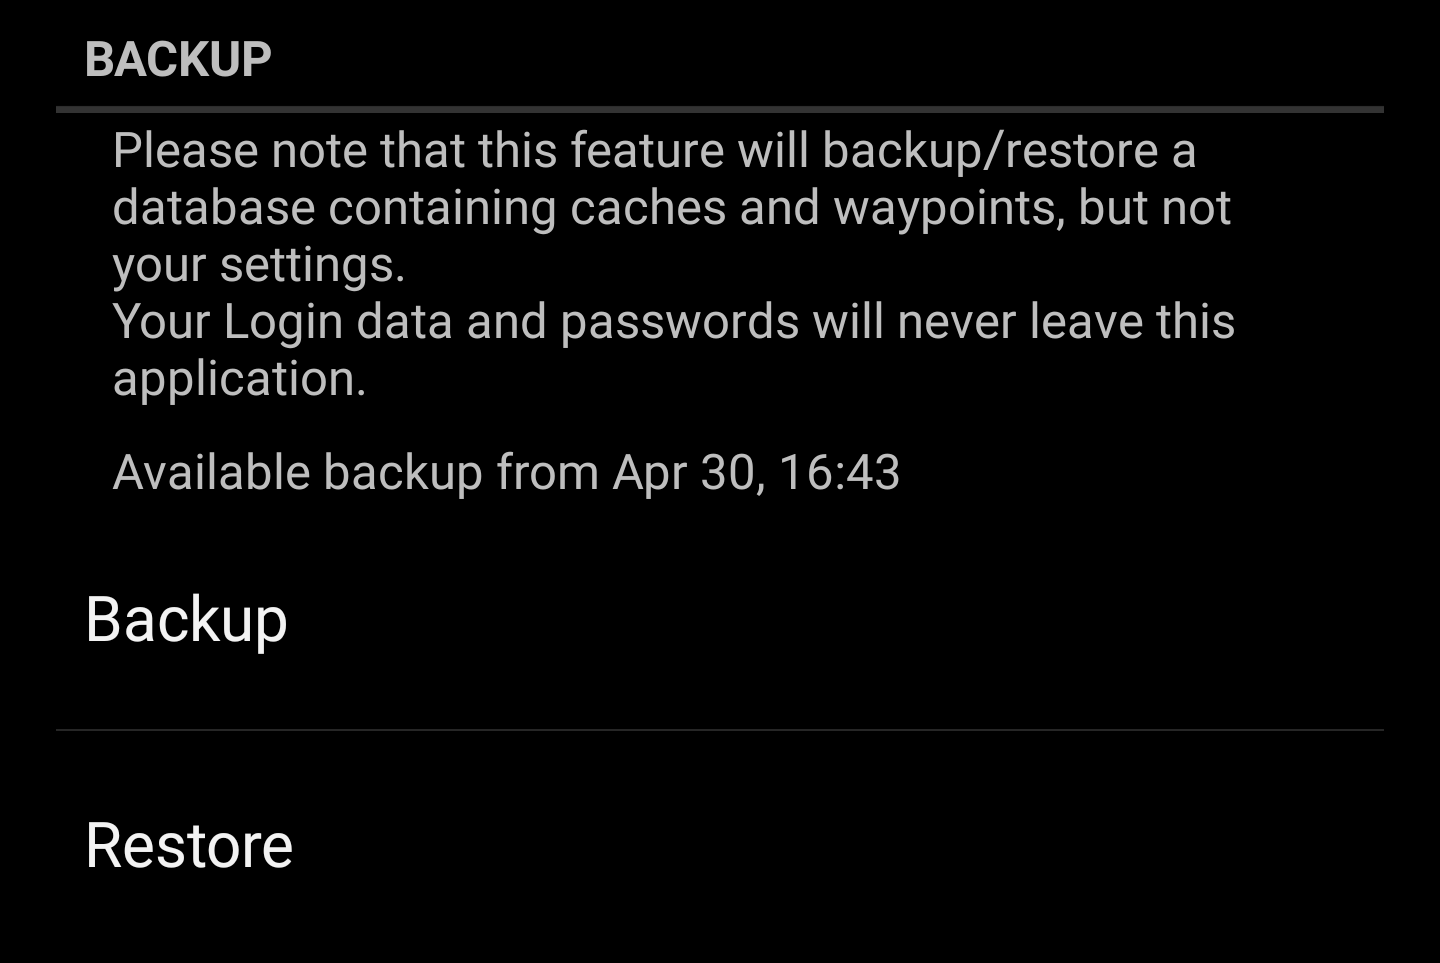 BACKUP
Please note that this feature will backup/restore a
database containing caches and waypoints, but not
your settings.
Your Login data and passwords will never leave this
application.
Available backup from Apr 30, 16:43
Backup
Restore